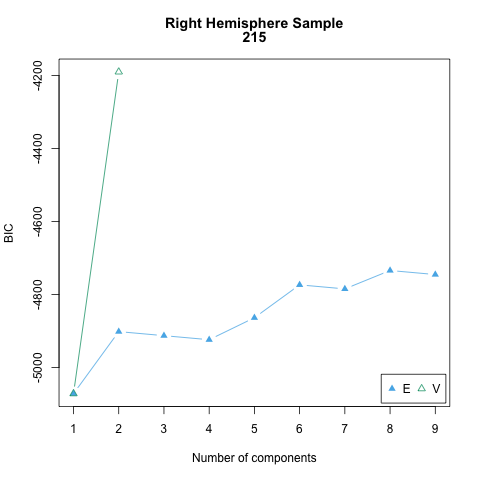 Right Hemisphere Sample
215
BIC
-4200
-4400
-4600
-4800
-5000
E V
1 2 3 4 5 6 7 8 9
Number of components